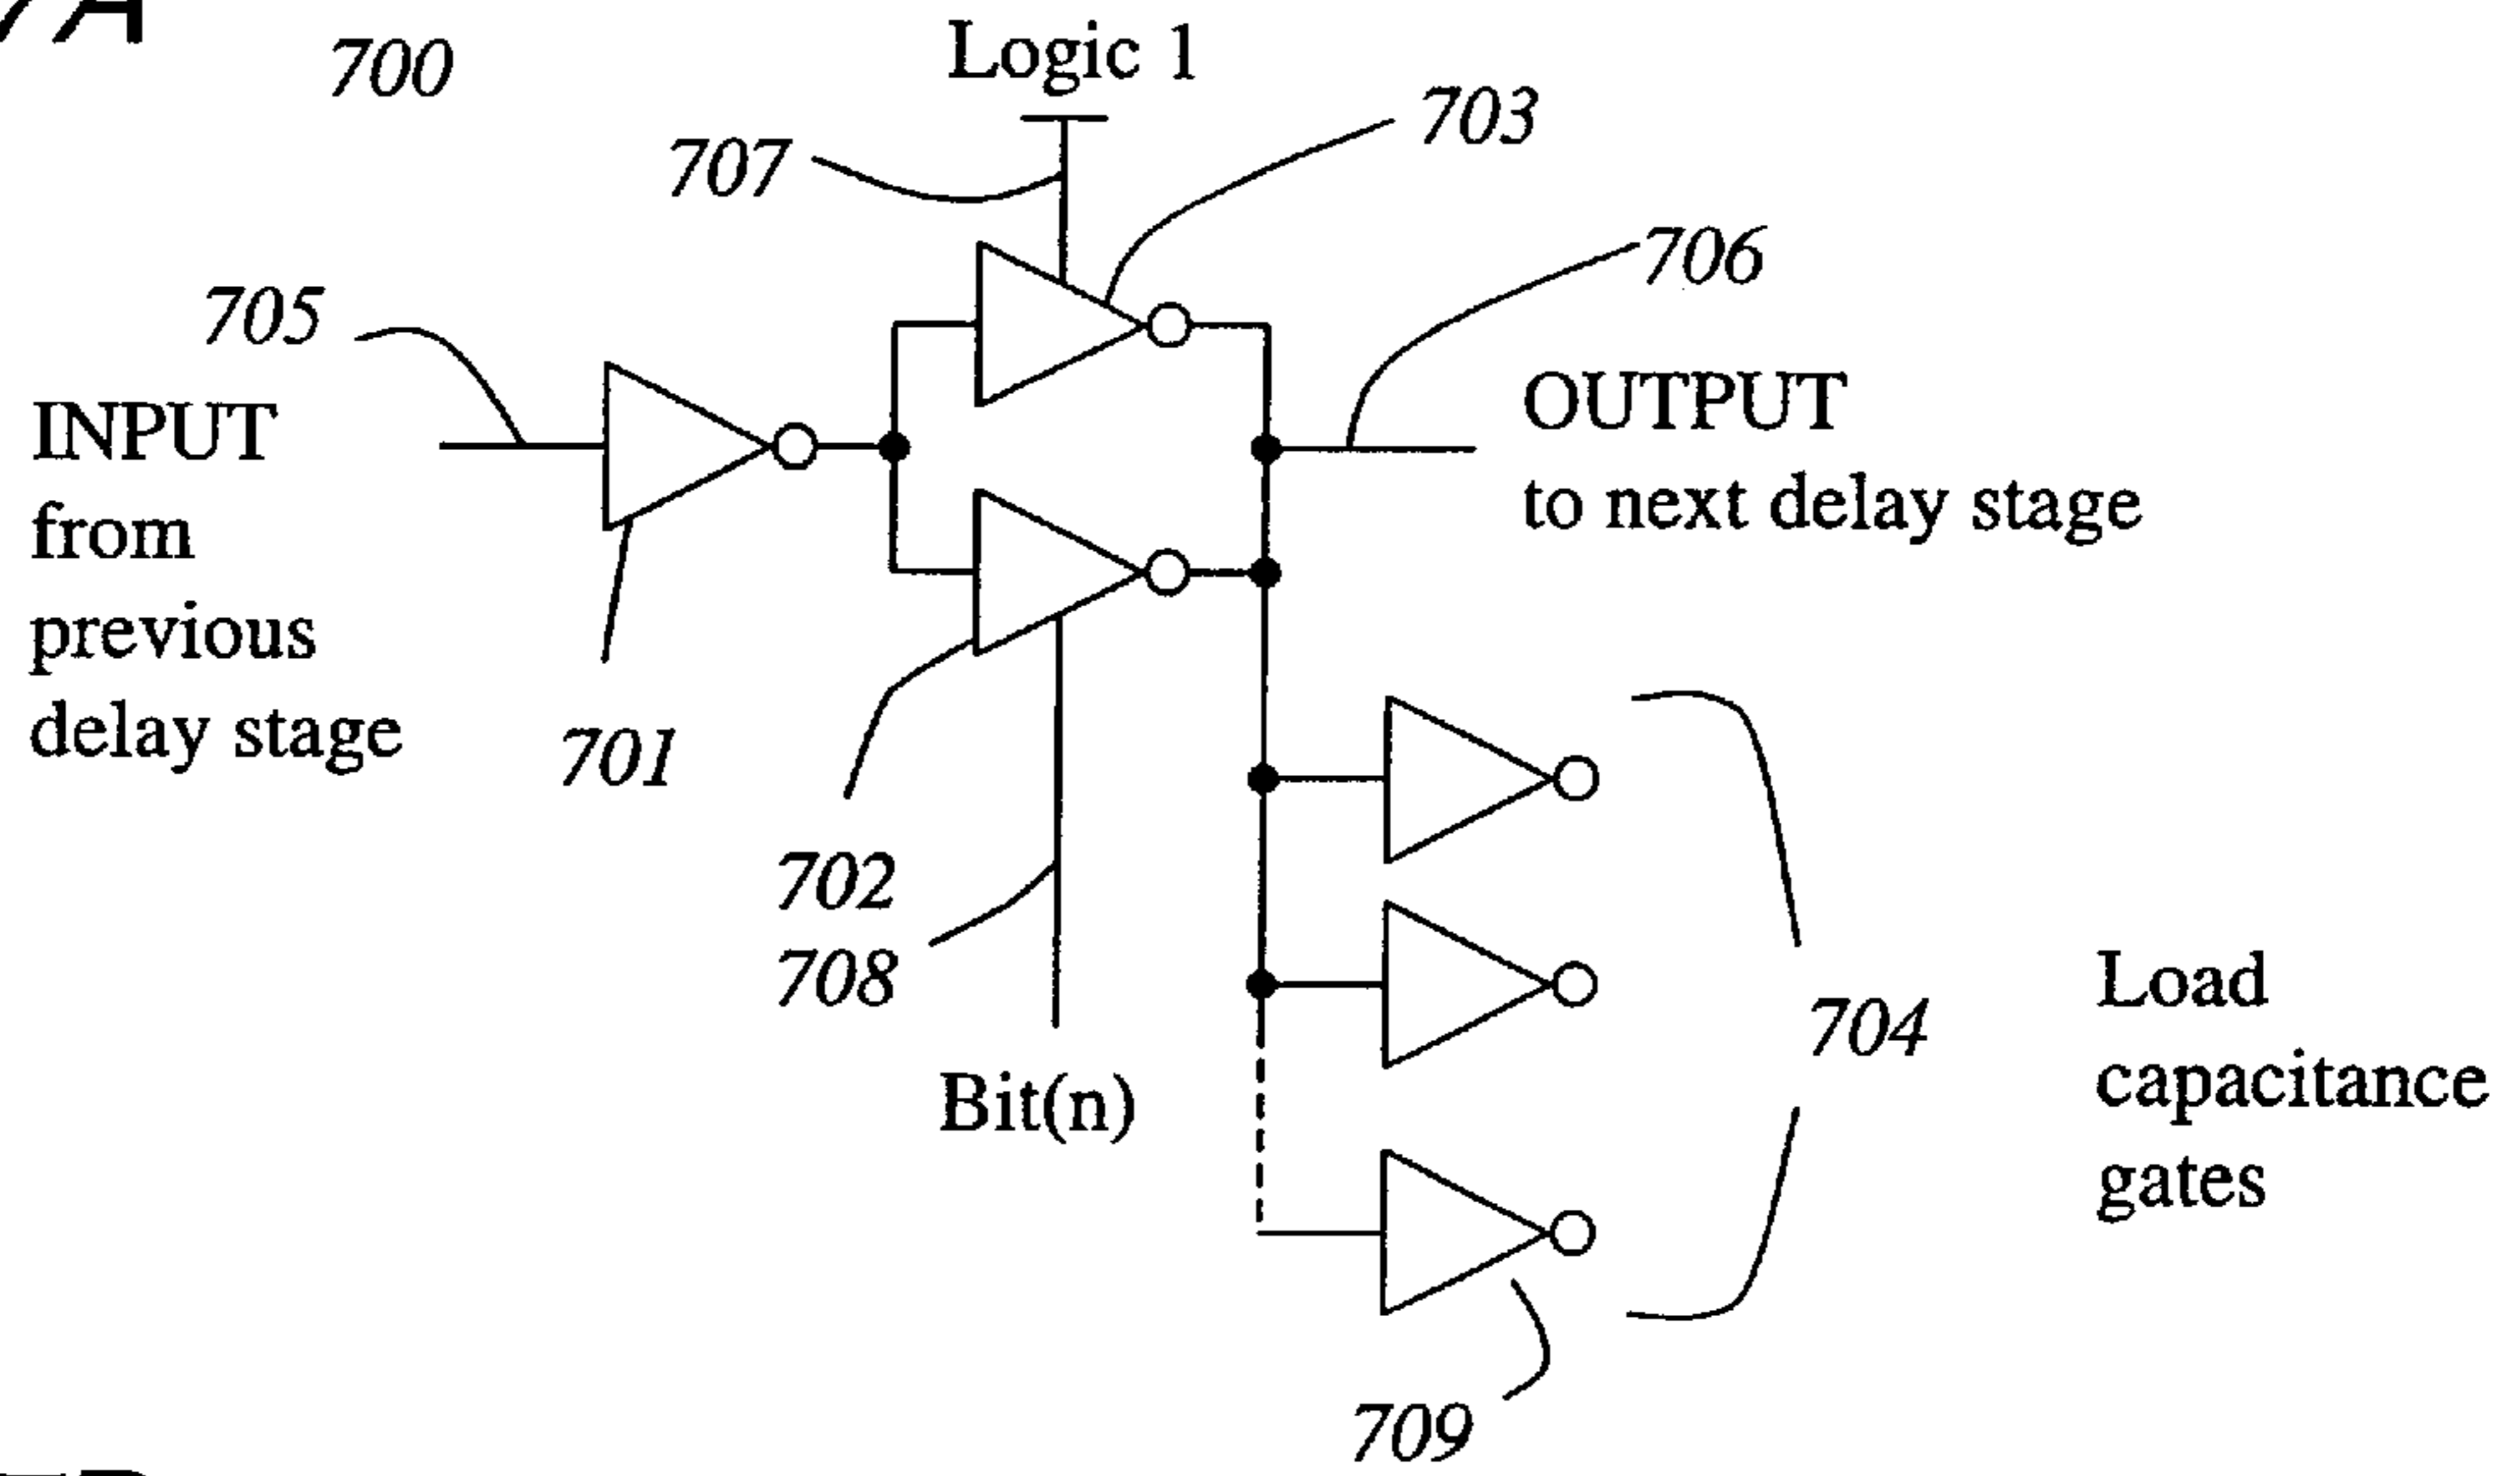 7A
700
Logic 1
707
703
706
705
INPUT
from
previous
delay stage
OUTPUT
to next delay stage
701
702
708
Bit(n)
704
Load
capacitance
gates
709